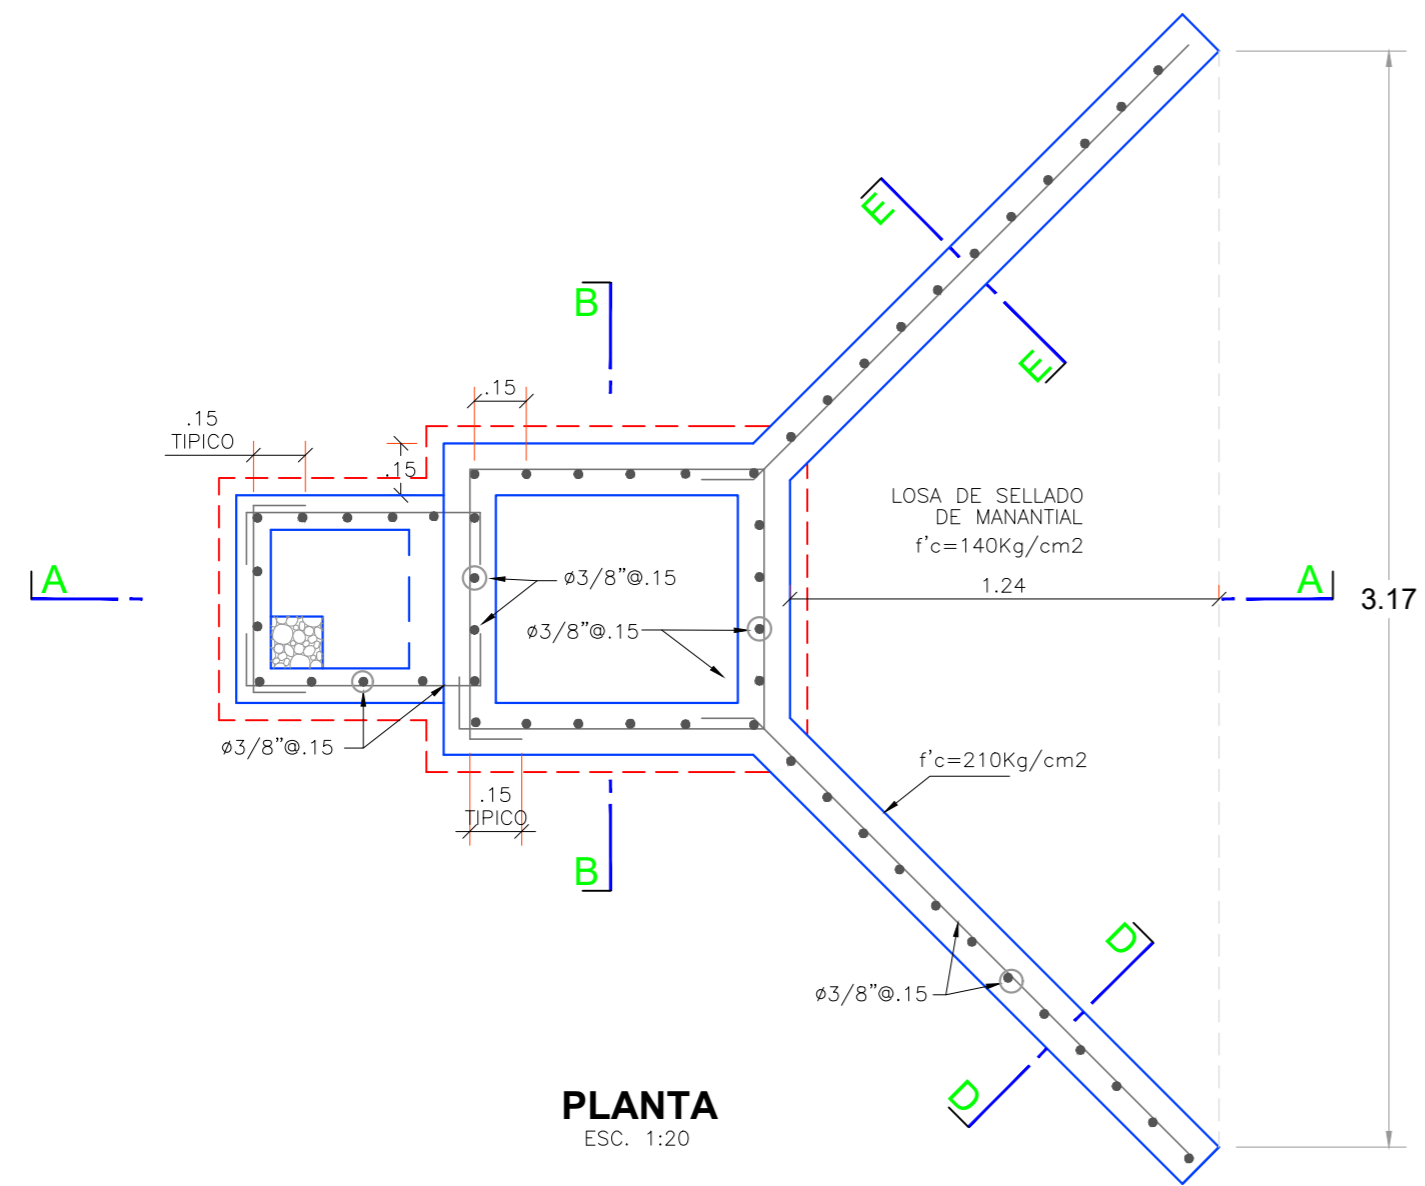 E
E
B
.15
.15
TIPICO
.15
LOSA DE SELLADO
DE MANANTIAL
f'c=140Kg/cm2
A
ø3/8"@.15
1.24
A
3.17
ø3/8"@.15
ø3/8"@.15
f'c=210Kg/cm2
.15
TIPICO
B
D
ø3/8"@.15
D
PLANTA
ESC. 1:20